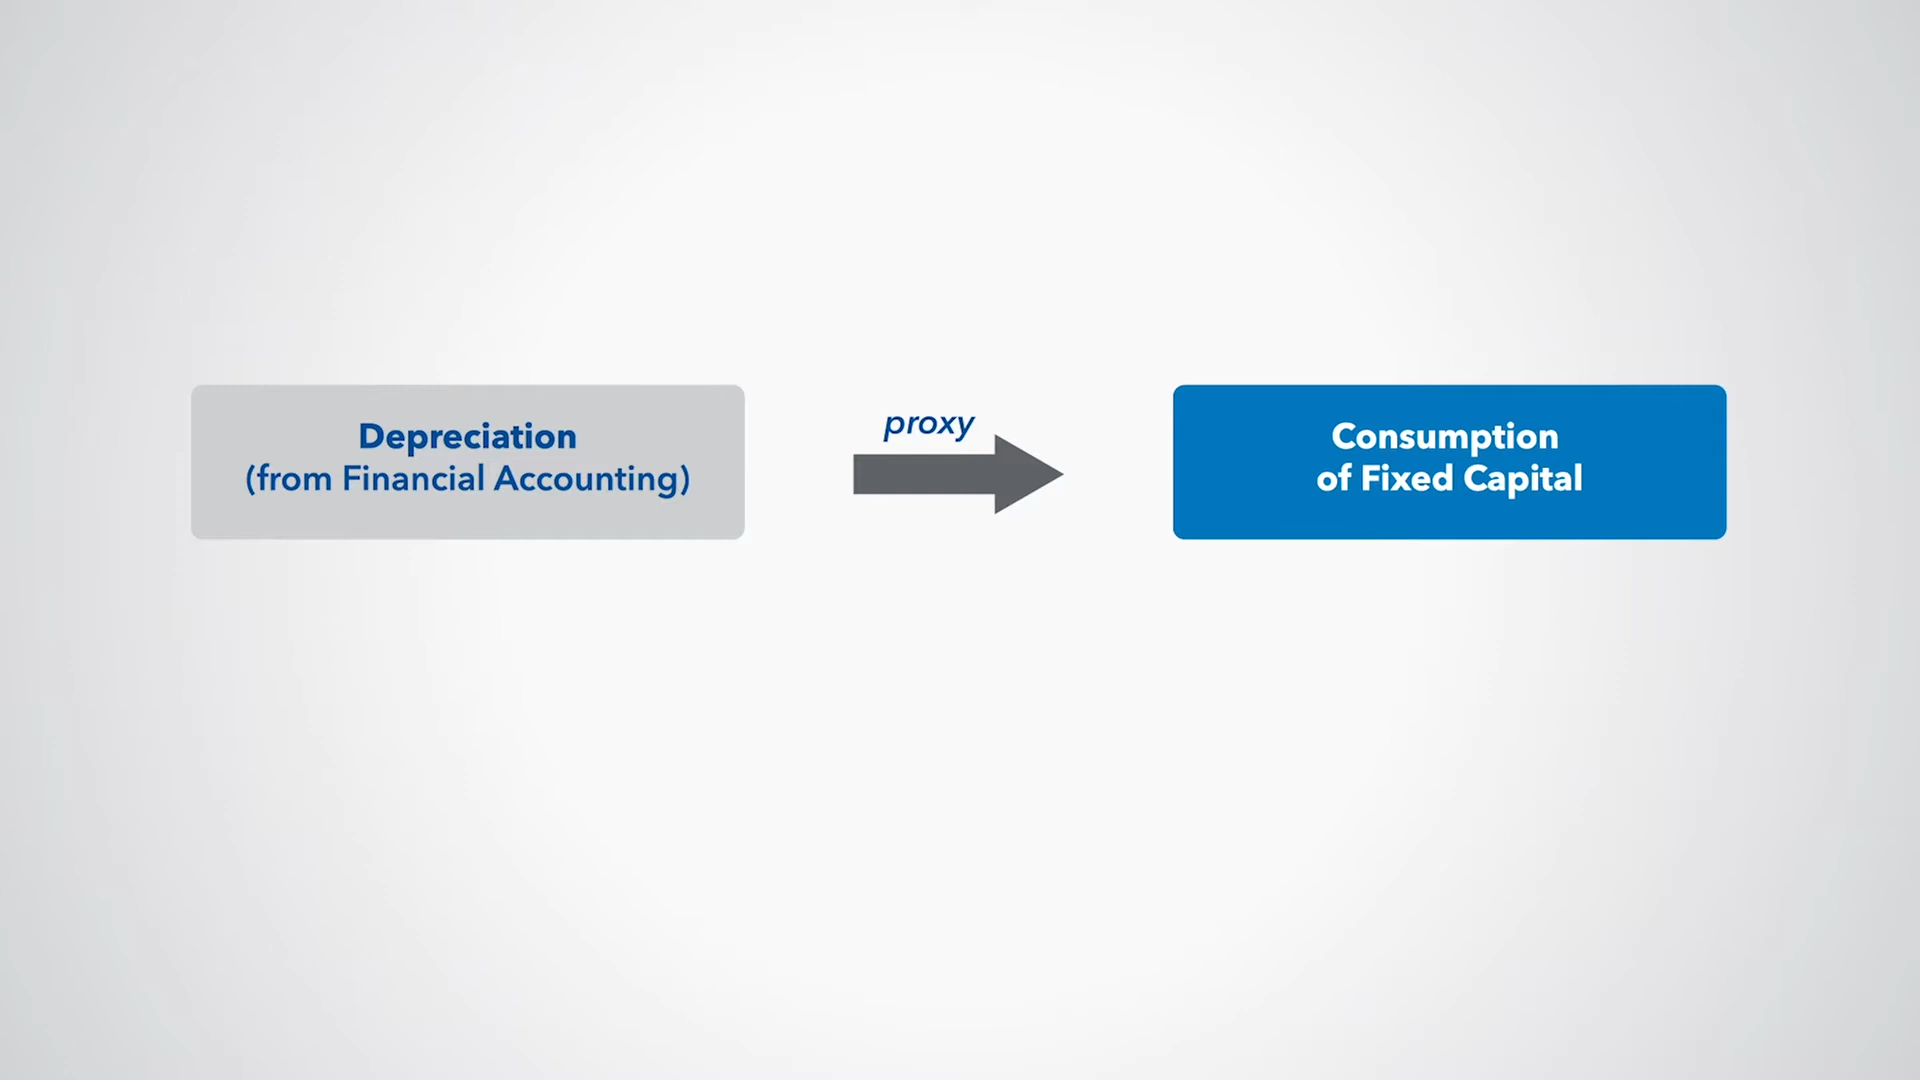 Depreciation
(from Financial Accounting)
proxy
Consumption
of Fixed Capital